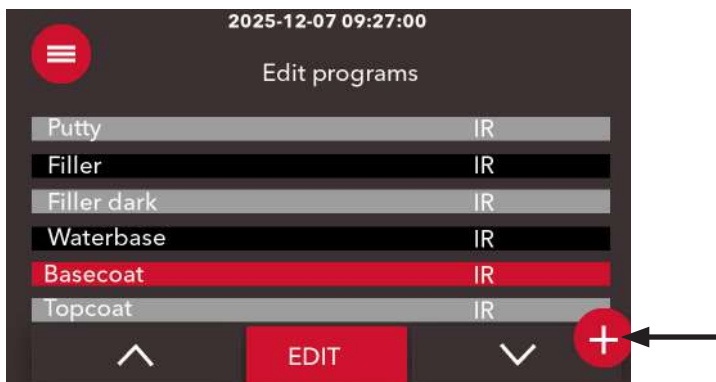 2025-12-07 09:27:00
Edit programs
Putty IR
Filler IR
Filler dark IR
Waterbase IR
Basecoat IR
Topcoat IR
EDIT
+